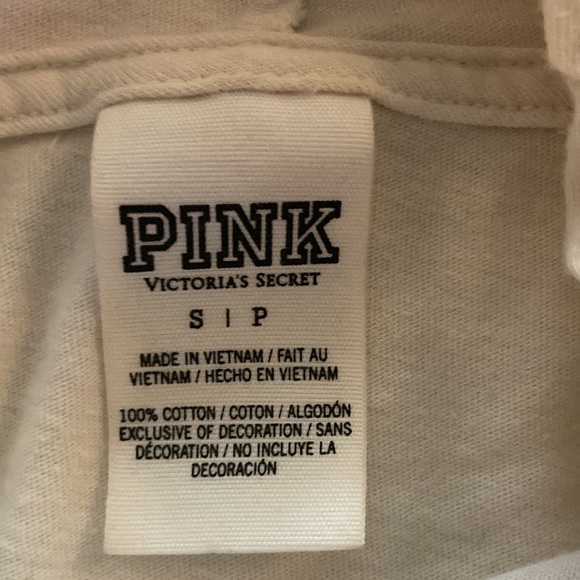 PINK
VICTORIA'S SECRET
S | P
MADE IN VIETNAM / FAIT AU
VIETNAM / HECHO EN VIETNAM
100% COTTON / COTON / ALGODÓN
EXCLUSIVE OF DECORATION / SANS
DÉCORATION / NO INCLUYE LA
DECORACIÓN